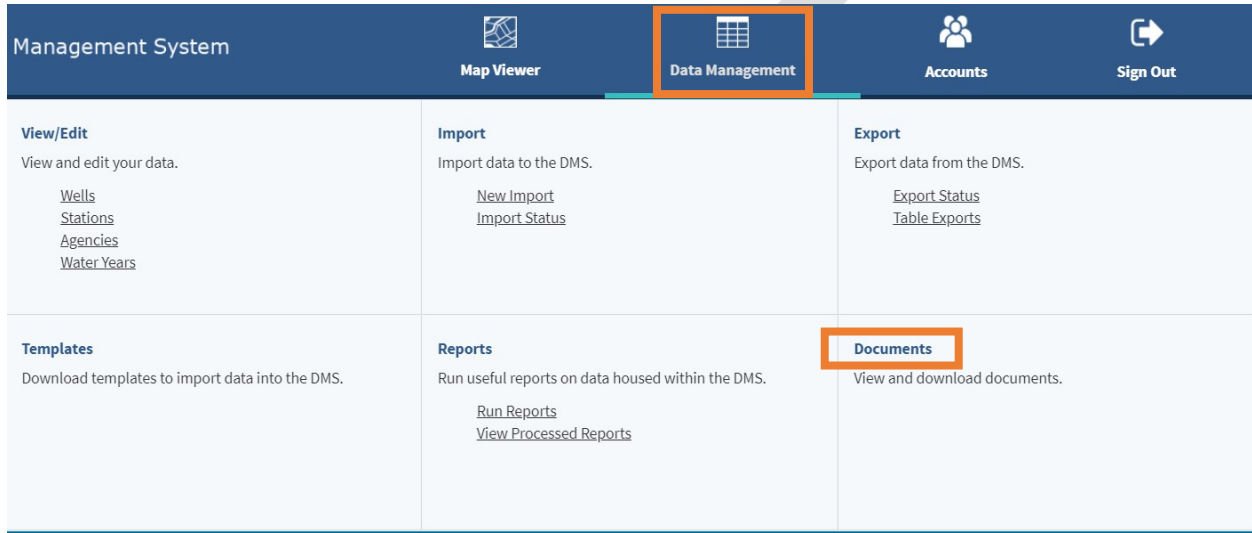 Management System
Map Viewer
Data Management
Accounts
Sign Out
View/Edit
View and edit your data.
Wells
Stations
Agencies
Water Years
Import
Import data to the DMS.
New Import
Import Status
Export
Export data from the DMS.
Export Status
Table Exports
Templates
Download templates to import data into the DMS.
Reports
Run useful reports on data housed within the DMS.
Run Reports
View Processed Reports
Documents
View and download documents.